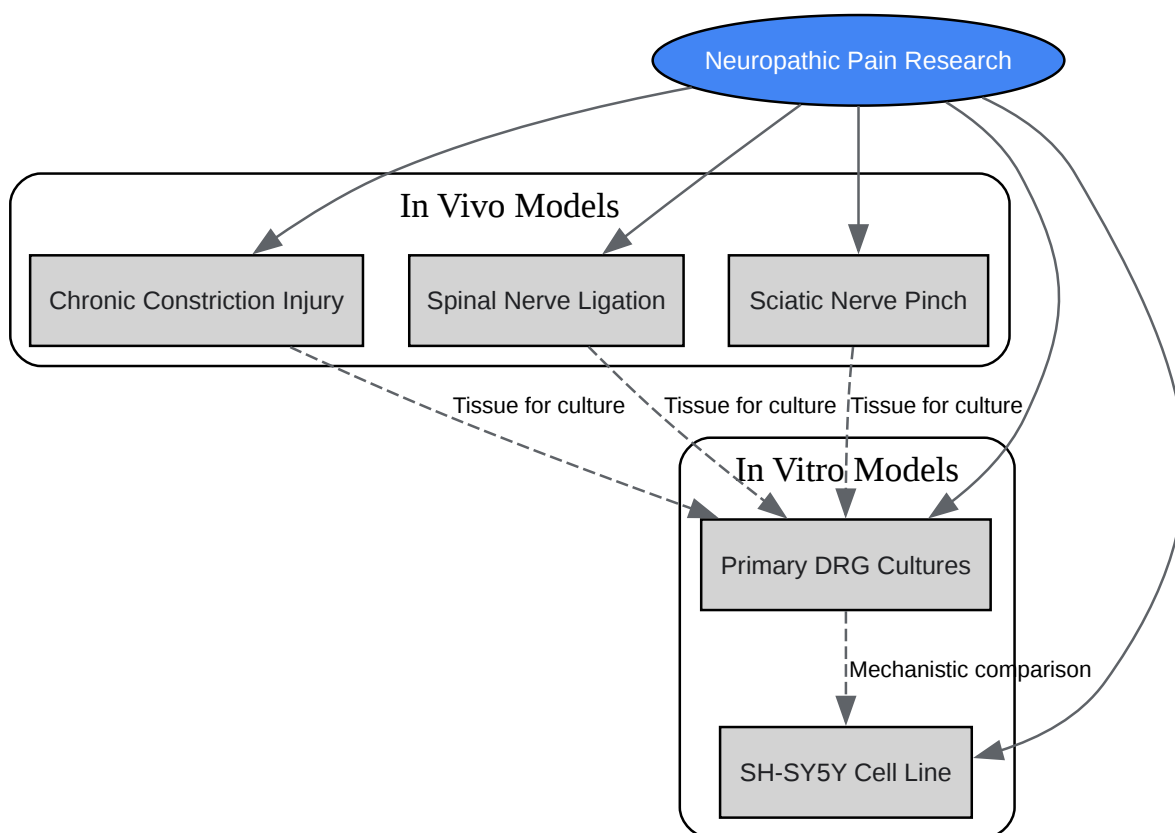 Neuropathic Pain Research
In Vivo Models
Chronic Constriction Injury
Spinal Nerve Ligation
Sciatic Nerve Pinch
Tissue for culture
Tissue for culture
Tissue for culture
In Vitro Models
Primary DRG Cultures
Mechanistic comparison
SH-SY5Y Cell Line